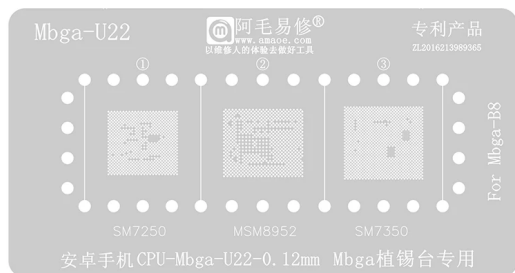 Mbga-U22
阿毛易修®
www.amaoe.com
以维修人的体验去做好工具
专利产品
ZL2016213989365
① ② ③
For Mbga-B8
SM7250 MSM8952 SM7350
安卓手机CPU-Mbga-U22-0.12mm Mbga植锡台专用